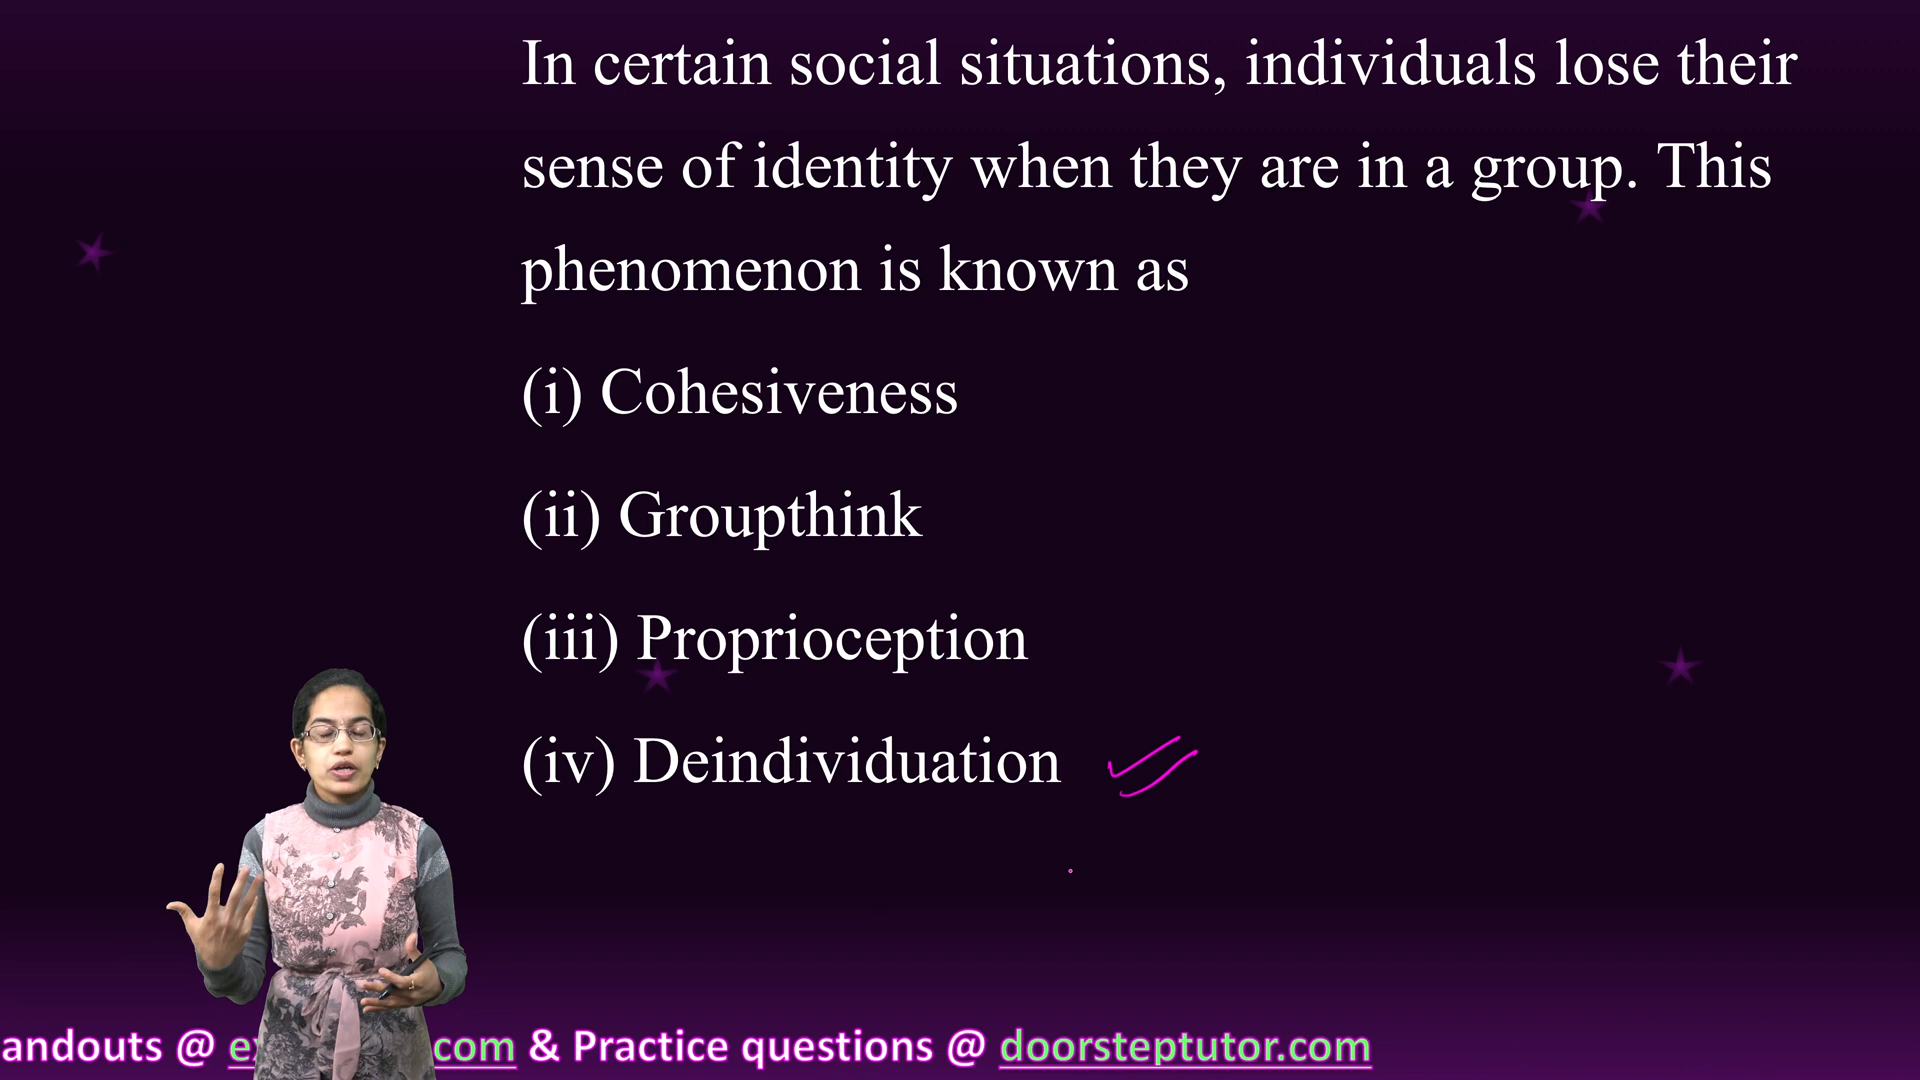 In certain social situations, individuals lose their
sense of identity when they are in a group. This
phenomenon is known as
(i) Cohesiveness
(ii) Groupthink
(iii) Proprioception
(iv) Deindividuation
andouts @ com & Practice questions @ doorsteptutor.com